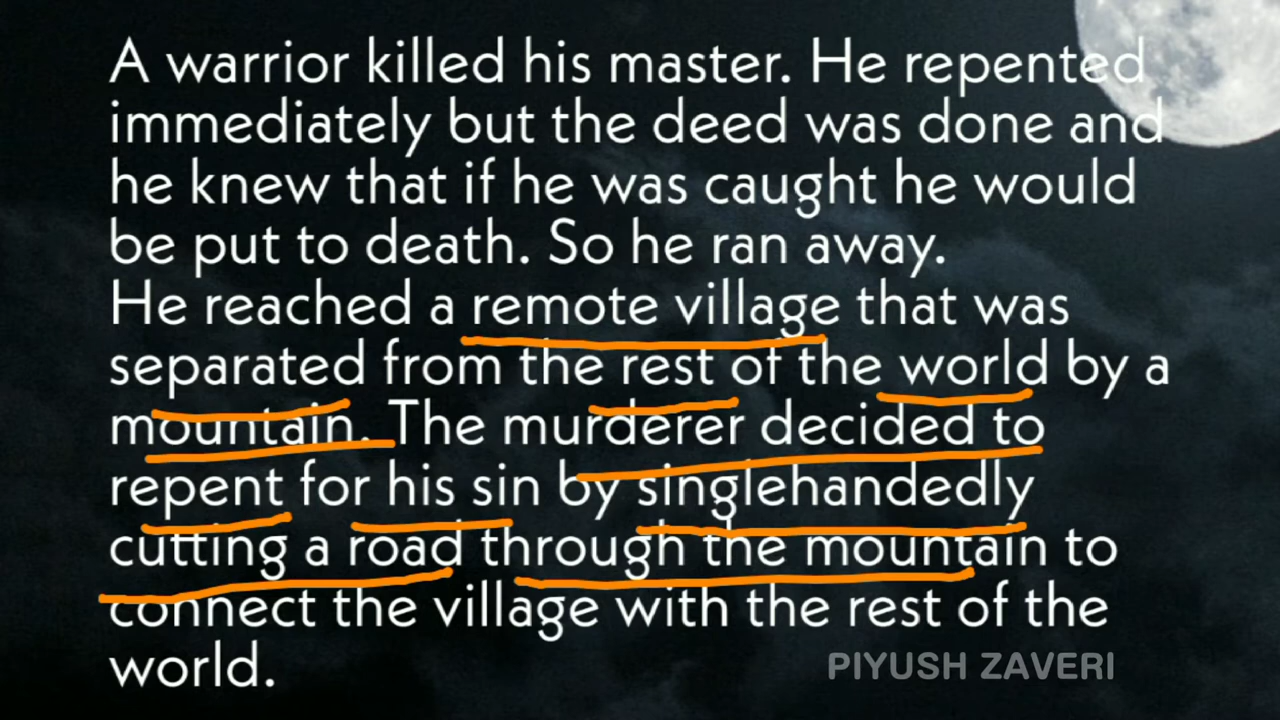 A warrior killed his master. He repented
immediately but the deed was done and
he knew that if he was caught he would
be put to death. So he ran away.
He reached a remote village that was
separated from the rest of the world by a
mountain. The murderer decided to
repent for his sin by singlehandedly
cutting a road through the mountain to
connect the village with the rest of the
world.
PIYUSH ZAVERI